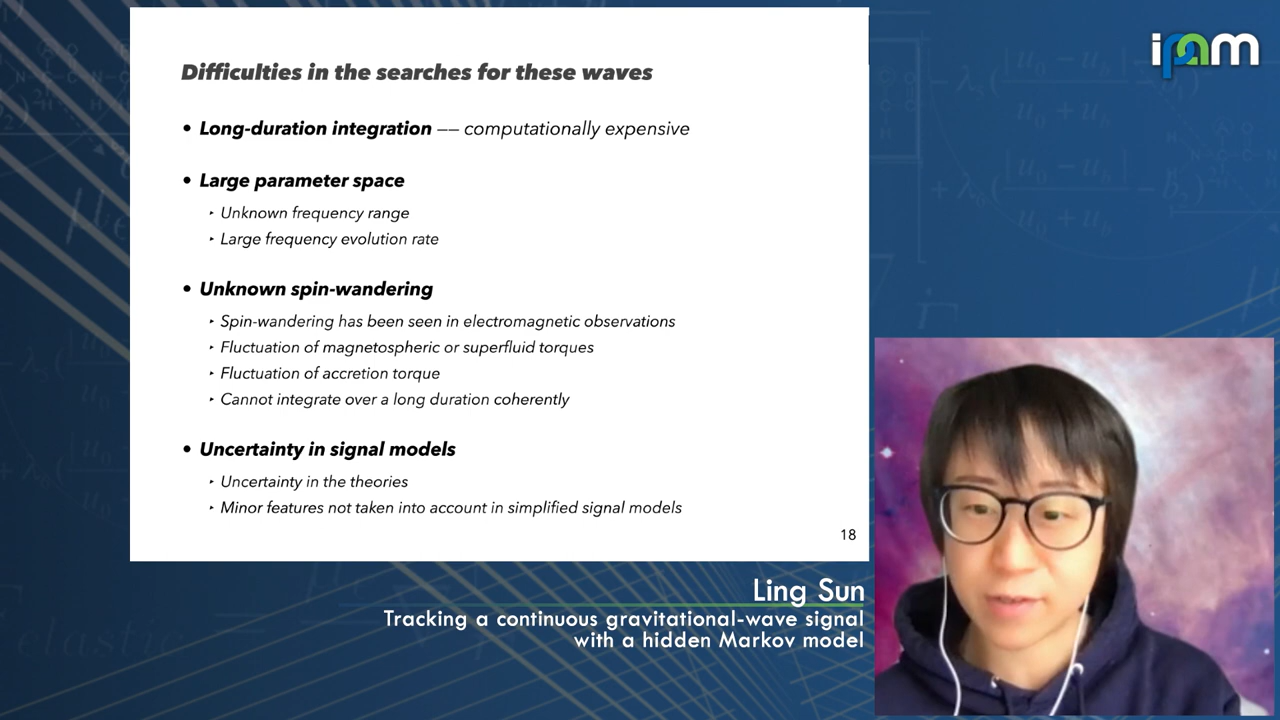 Difficulties in the searches for these waves
• Long-duration integration —— computationally expensive
• Large parameter space
‣ Unknown frequency range
‣ Large frequency evolution rate
• Unknown spin-wandering
‣ Spin-wandering has been seen in electromagnetic observations
‣ Fluctuation of magnetospheric or superfluid torques
‣ Fluctuation of accretion torque
‣ Cannot integrate over a long duration coherently
• Uncertainty in signal models
‣ Uncertainty in the theories
‣ Minor features not taken into account in simplified signal models
18
ipam
Ling Sun
Tracking a continuous gravitational-wave signal
with a hidden Markov model